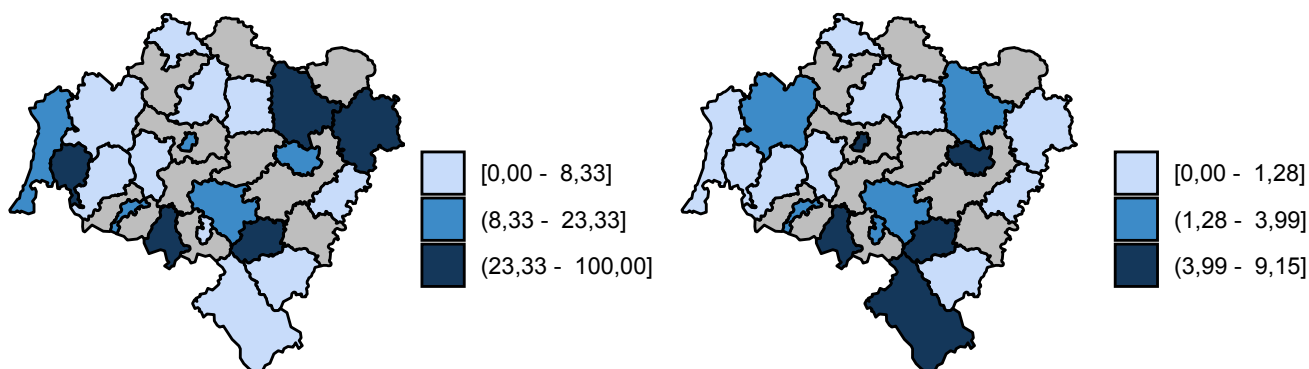 [0,00 - 8,33]
(8,33 - 23,33]
(23,33 - 100,00]
[0,00 - 1,28]
(1,28 - 3,99]
(3,99 - 9,15]